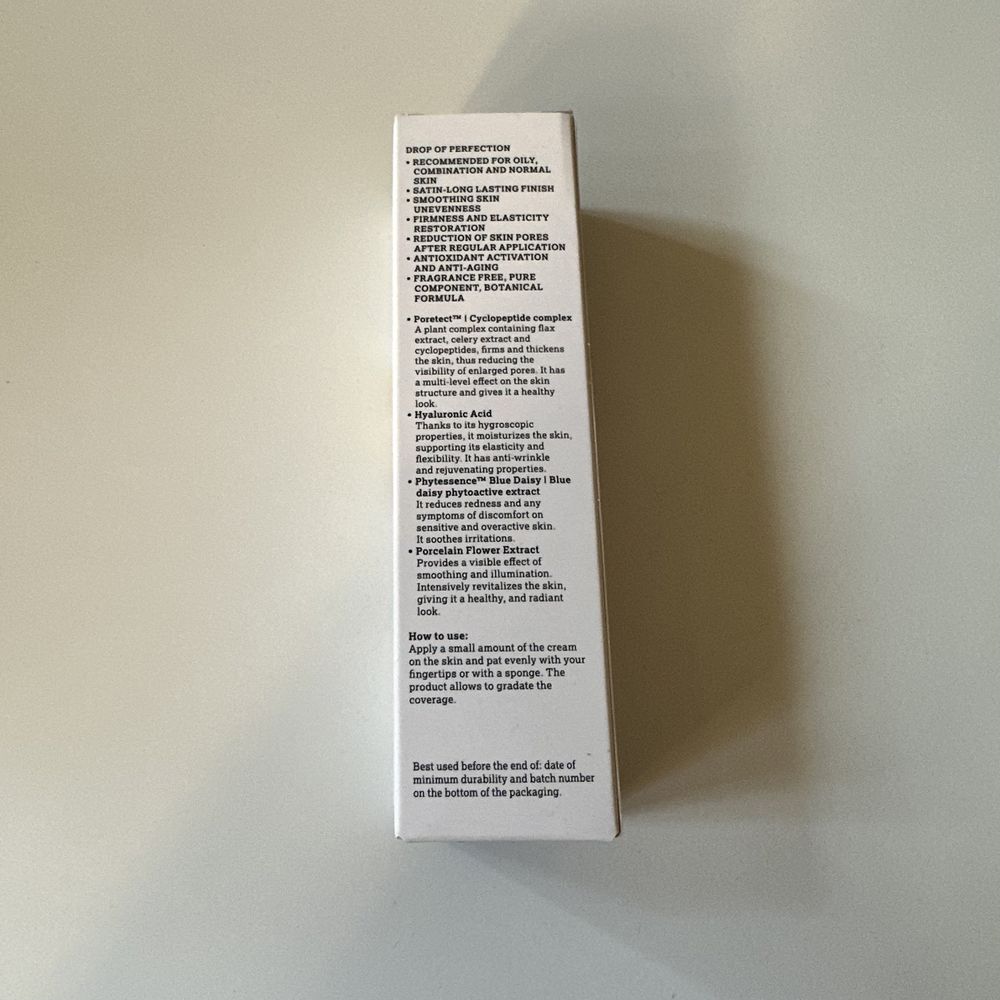 DROP OF PERFECTION
• RECOMMENDED FOR OILY,
COMBINATION AND NORMAL
SKIN
• SATIN-LONG LASTING FINISH
• SMOOTHING SKIN
UNEVENNESS
• FIRMNESS AND ELASTICITY
RESTORATION
• REDUCTION OF SKIN PORES
AFTER REGULAR APPLICATION
• ANTIOXIDANT ACTIVATION
AND ANTI-AGING
• FRAGRANCE FREE, PURE
COMPONENT, BOTANICAL
FORMULA
• Poretect™ | Cyclopeptide complex
A plant complex containing flax
extract, celery extract and
cyclopeptides, firms and thickens
the skin, thus reducing the
visibility of enlarged pores. It has
a multi-level effect on the skin
structure and gives it a healthy
look.
• Hyaluronic Acid
Thanks to its hygroscopic
properties, it moisturizes the skin,
supporting its elasticity and
flexibility. It has anti-wrinkle
and rejuvenating properties.
• Phytessence™ Blue Daisy | Blue
daisy phytoactive extract
It reduces redness and any
symptoms of discomfort on
sensitive and overactive skin.
It soothes irritations.
• Porcelain Flower Extract
Provides a visible effect of
smoothing and illumination.
Intensively revitalizes the skin,
giving it a healthy, and radiant
look.
How to use:
Apply a small amount of the cream
on the skin and pat evenly with your
fingertips or with a sponge. The
product allows to gradate the
coverage.
Best used before the end of: date of
minimum durability and batch number
on the bottom of the packaging.